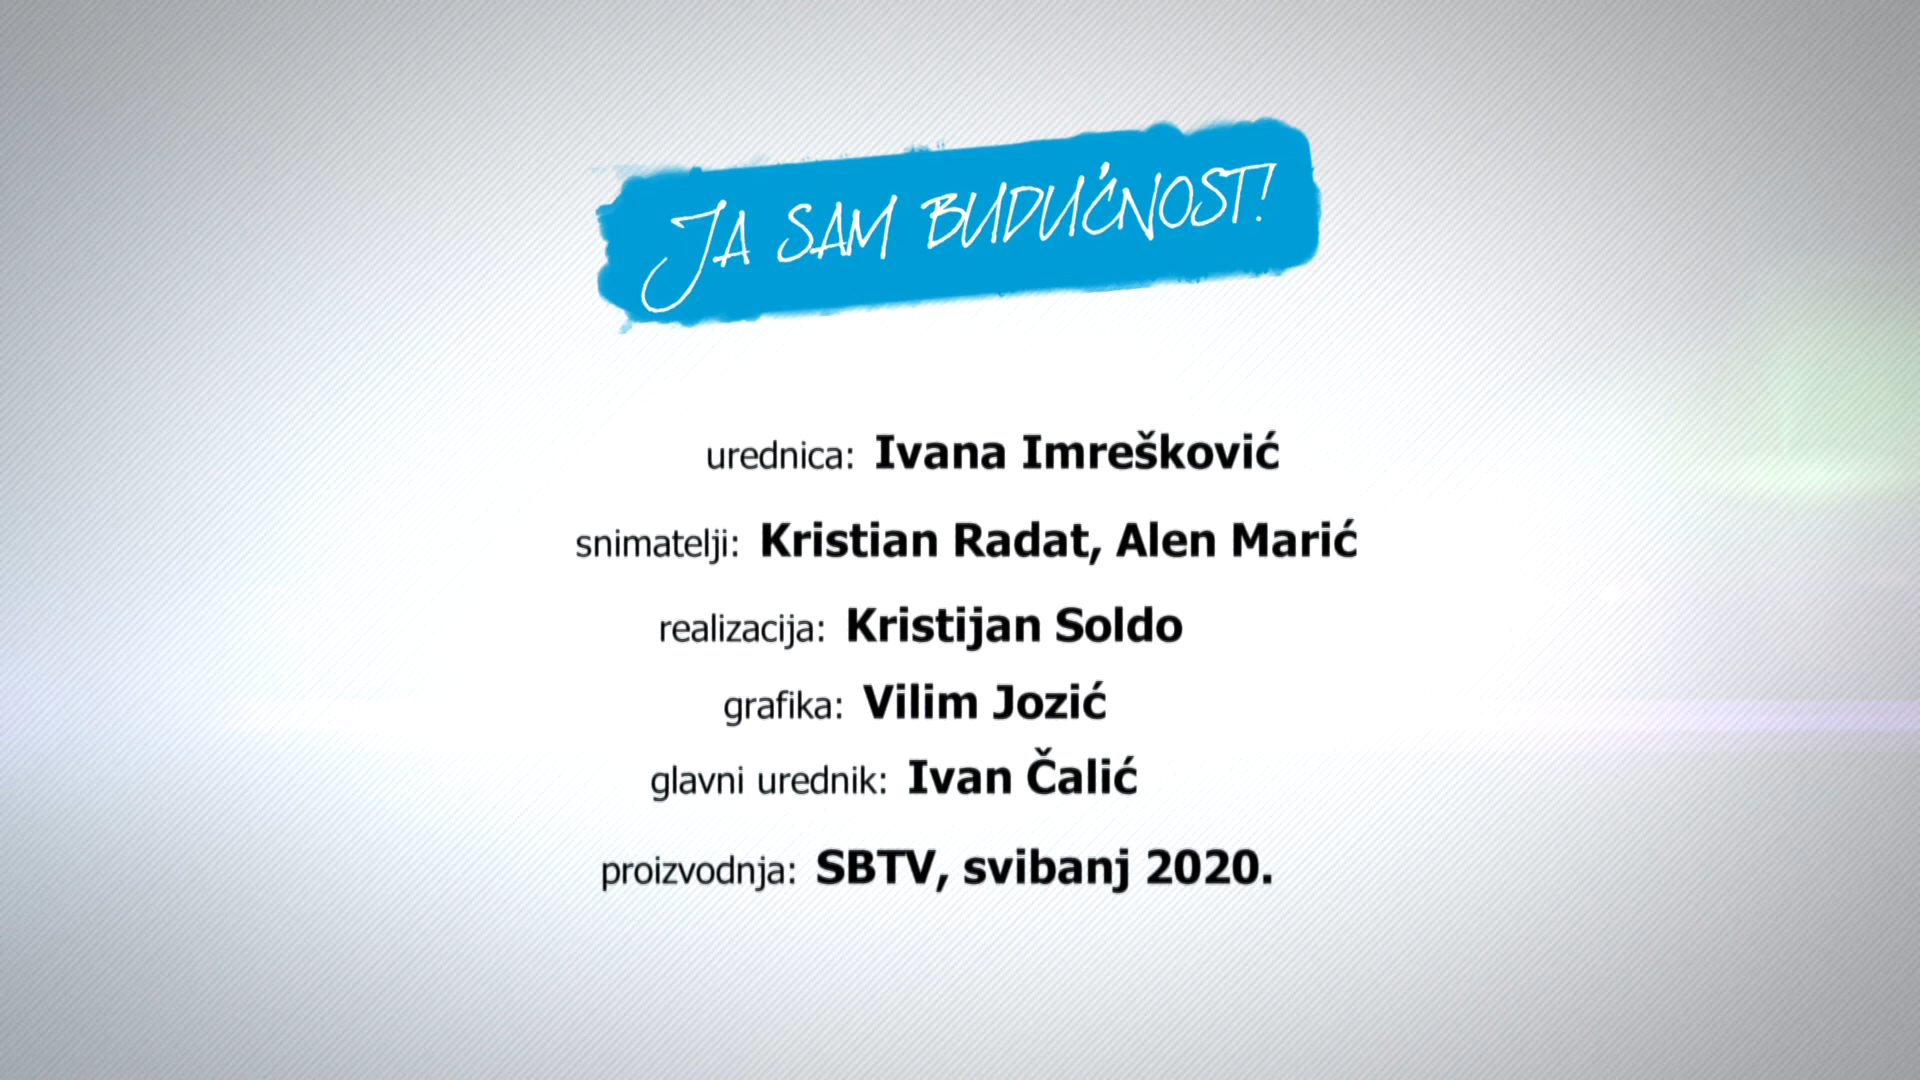 JA SAM BUDUĆNOST!
urednica: Ivana Imrešković
snimatelji: Kristian Radat, Alen Marić
realizacija: Kristijan Soldo
grafika: Vilim Jozić
glavni urednik: Ivan Čalić
proizvodnja: SBTV, svibanj 2020.